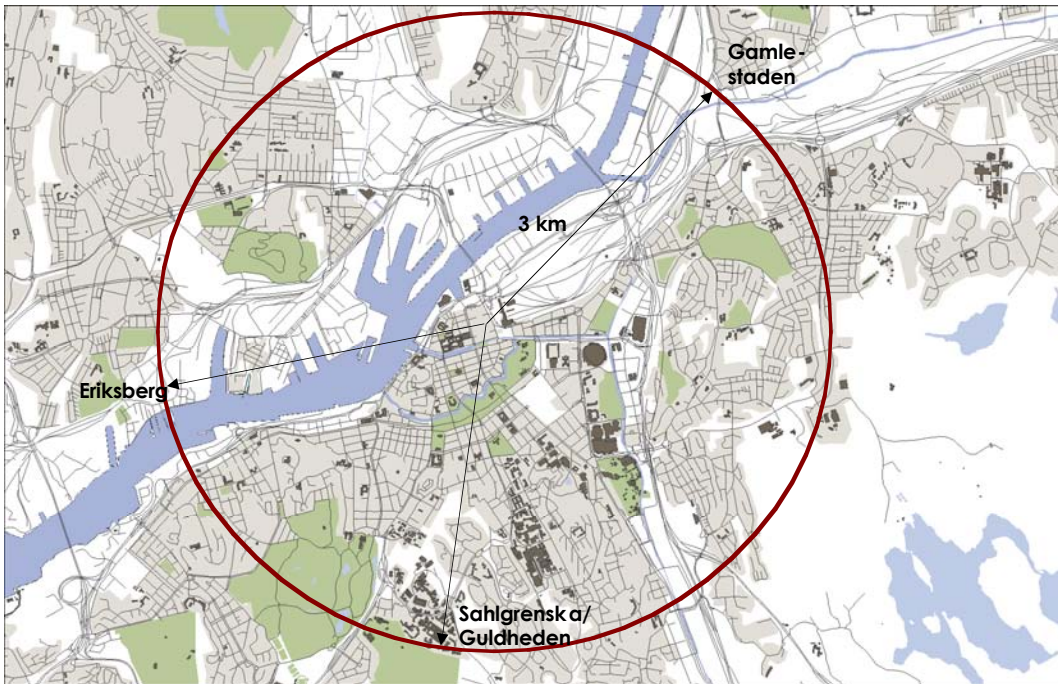 Gamle-
staden
3 km
Eriksberg
Sahlgrenska/
Guldheden